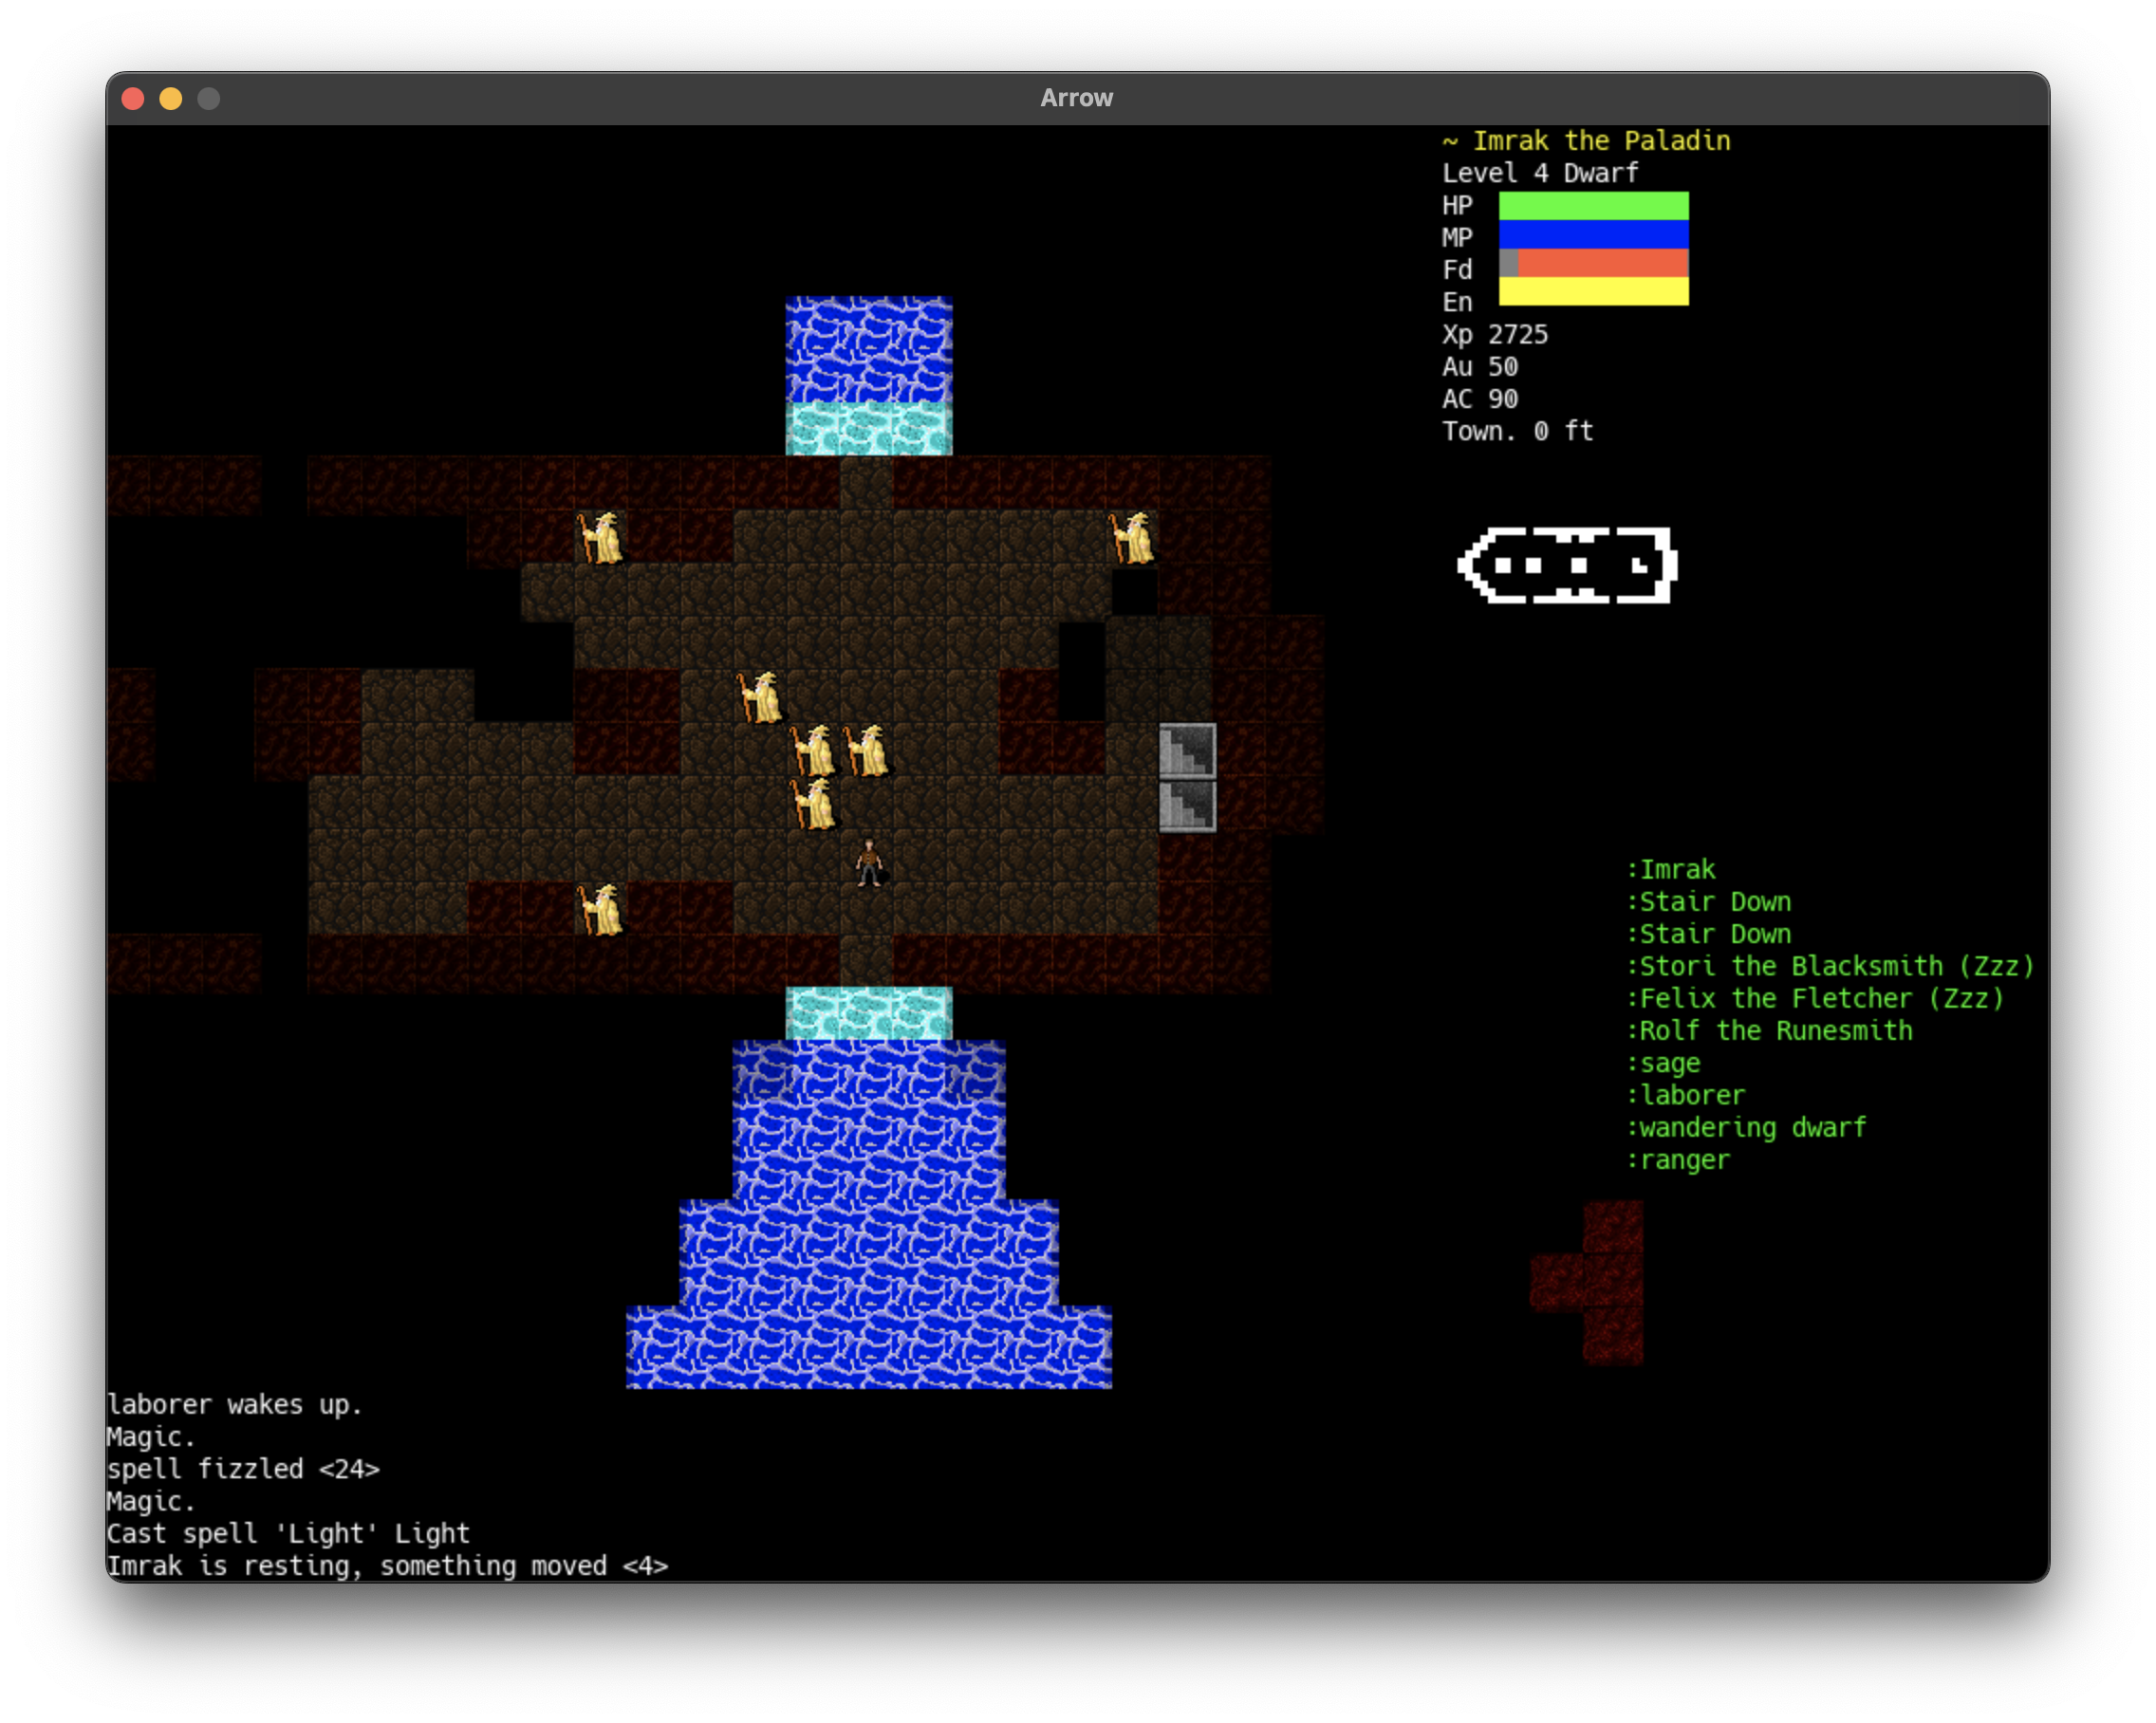 Arrow
~ Imrak the Paladin
Level 4 Dwarf
HP
MP
Fd
En
Xp 2725
Au 50
AC 90
Town. 0 ft
:Imrak
:Stair Down
:Stair Down
:Stori the Blacksmith (Zzz)
:Felix the Fletcher (Zzz)
:Rolf the Runesmith
:sage
:laborer
:wandering dwarf
:ranger
laborer wakes up.
Magic.
spell fizzled <24>
Magic.
Cast spell 'Light' Light
Imrak is resting, something moved <4>